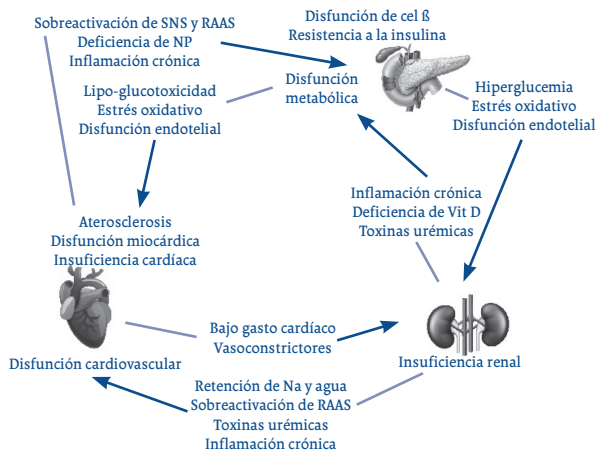 Sobreactivación de SNS y RAAS
Deficiencia de NP
Inflamación crónica
Disfunción de cel ß
Resistencia a la insulina
Disfunción
metabólica
Lipo-glucotoxicidad
Estrés oxidativo
Disfunción endotelial
Hiperglucemia
Estrés oxidativo
Disfunción endotelial
Inflamación crónica
Deficiencia de Vit D
Toxinas urémicas
Aterosclerosis
Disfunción miocárdica
Insuficiencia cardíaca
Bajo gasto cardíaco
Vasoconstrictores
Disfunción cardiovascular
Insuficiencia renal
Retención de Na y agua
Sobreactivación de RAAS
Toxinas urémicas
Inflamación crónica